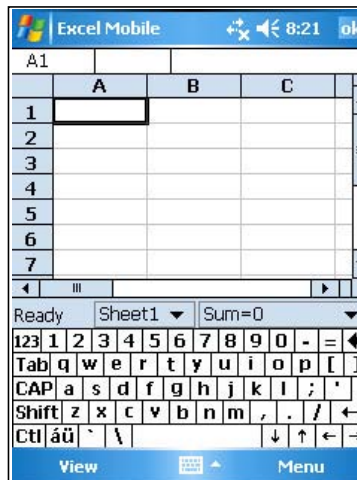 Excel Mobile 8:21 ok
A1
A B C
1
2
3
4
5
6
7
Ready Sheet1 Sum=0
123 1 2 3 4 5 6 7 8 9 0 - =
Tab q w e r t y u i o p [ ]
CAP a s d f g h j k l ; '
Shift z x c v b n m , . / ←
Ctl áü ` \ ↓ ↑ ← →
View Menu